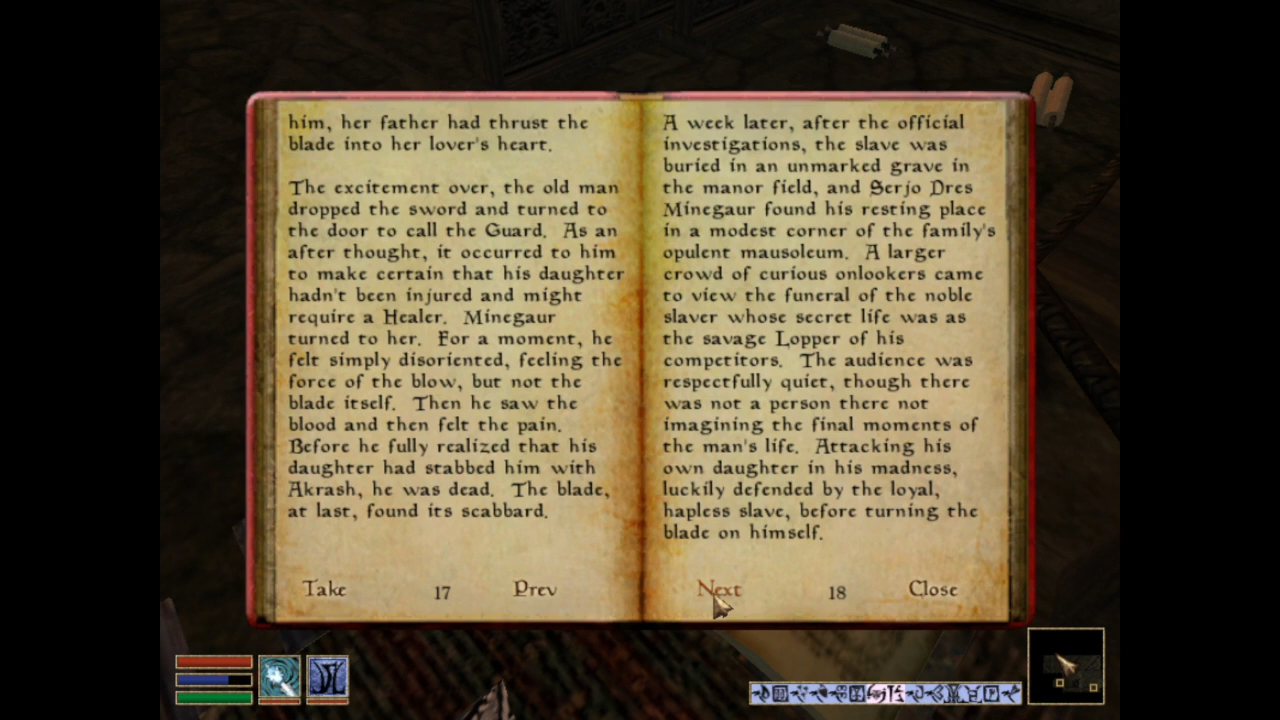 him, her father had thrust the
blade into her lover's heart.
The excitement over, the old man
dropped the sword and turned to
the door to call the Guard. As an
after thought, it occurred to him
to make certain that his daughter
hadn't been injured and might
require a Healer. Minegaur
turned to her. For a moment, he
felt simply disoriented, feeling the
force of the blow, but not the
blade itself. Then he saw the
blood and then felt the pain.
Before he fully realized that his
daughter had stabbed him with
Akrash, he was dead. The blade,
at last, found its scabbard.
Take 17 Prev
A week later, after the official
investigations, the slave was
buried in an unmarked grave in
the manor field, and Serjo Dres
Minegaur found his resting place
in a modest corner of the family's
opulent mausoleum. A larger
crowd of curious onlookers came
to view the funeral of the noble
slaver whose secret life was as
the savage Lopper of his
competitors. The audience was
respectfully quiet, though there
was not a person there not
imagining the final moments of
the man's life. Attacking his
own daughter in his madness,
luckily defended by the loyal,
hapless slave, before turning the
blade on himself.
Next 18 Close